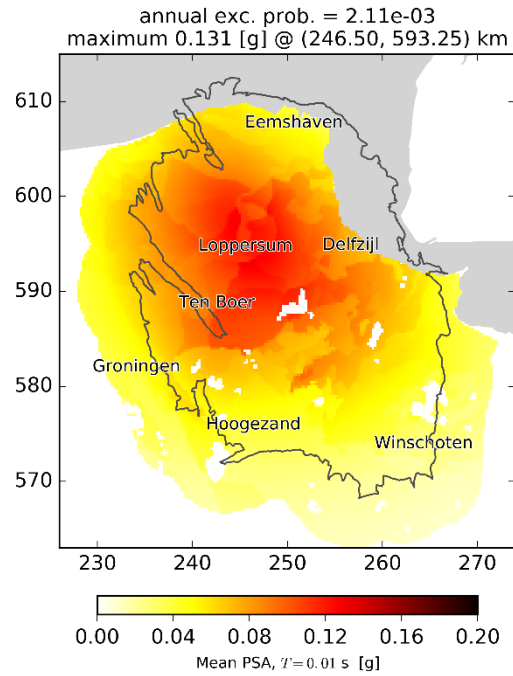 annual exc. prob. = 2.11e-03
maximum 0.131 [g] @ (246.50, 593.25) km
610
Eemshaven
600
Loppersum
Delfzijl
590
Ten Boer
Groningen
580
Hoogezand
Winschoten
570
230
240
250
260
270
0.00
0.04
0.08
0.12
0.16
0.20
Mean PSA, T=0.01 s [g]